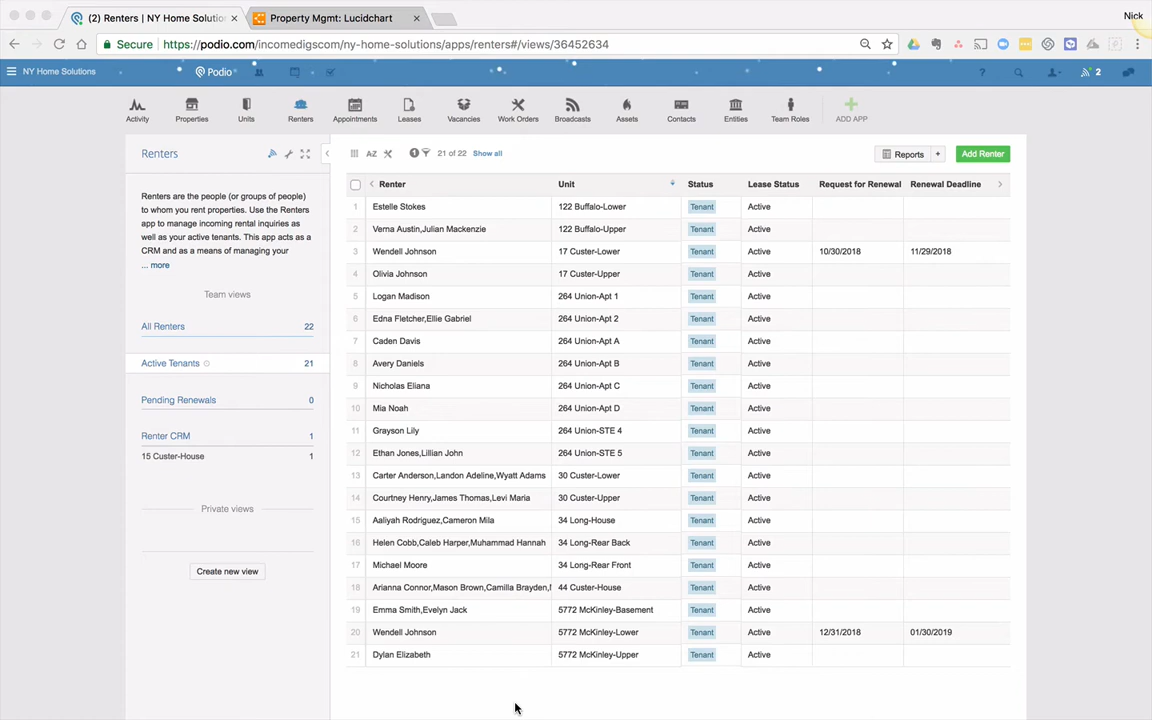 (2) Renters | NY Home Solutio
Property Mgmt: Lucidchart
Nick
Secure
https://podio.com/incomedigscom/ny-home-solutions/apps/renters#/views/36452634
NY Home Solutions
Podio
? 2
Activity Properties Units Renters Appointments Leases Vacancies Work Orders Broadcasts Assets Contacts Entities Team Roles ADD APP
Renters
Renters are the people (or groups of people)
to whom you rent properties. Use the Renters
app to manage incoming rental inquiries
as well as your active tenants. This app acts as a
CRM and as a means of managing your
... more
Team views
All Renters 22
Active Tenants 21
Pending Renewals 0
Renter CRM 1
15 Custer-House 1
Private views
Create new view
AZ 1 21 of 22 Show all
Reports + Add Renter
Renter Unit Status Lease Status Request for Renewal Renewal Deadline
1 Estelle Stokes 122 Buffalo-Lower Tenant Active
2 Verna Austin,Julian Mackenzie 122 Buffalo-Upper Tenant Active
3 Wendell Johnson 17 Custer-Lower Tenant Active 10/30/2018 11/29/2018
4 Olivia Johnson 17 Custer-Upper Tenant Active
5 Logan Madison 264 Union-Apt 1 Tenant Active
6 Edna Fletcher,Ellie Gabriel 264 Union-Apt 2 Tenant Active
7 Caden Davis 264 Union-Apt A Tenant Active
8 Avery Daniels 264 Union-Apt B Tenant Active
9 Nicholas Eliana 264 Union-Apt C Tenant Active
10 Mia Noah 264 Union-Apt D Tenant Active
11 Grayson Lily 264 Union-STE 4 Tenant Active
12 Ethan Jones,Lillian John 264 Union-STE 5 Tenant Active
13 Carter Anderson,Landon Adeline,Wyatt Adams 30 Custer-Lower Tenant Active
14 Courtney Henry,James Thomas,Levi Maria 30 Custer-Upper Tenant Active
15 Aaliyah Rodriguez,Cameron Mila 34 Long-House Tenant Active
16 Helen Cobb,Caleb Harper,Muhammad Hannah 34 Long-Rear Back Tenant Active
17 Michael Moore 34 Long-Rear Front Tenant Active
18 Arianna Connor,Mason Brown,Camilla Brayden, 44 Custer-House Tenant Active
19 Emma Smith,Evelyn Jack 5772 McKinley-Basement Tenant Active
20 Wendell Johnson 5772 McKinley-Lower Tenant Active 12/31/2018 01/30/2019
21 Dylan Elizabeth 5772 McKinley-Upper Tenant Active